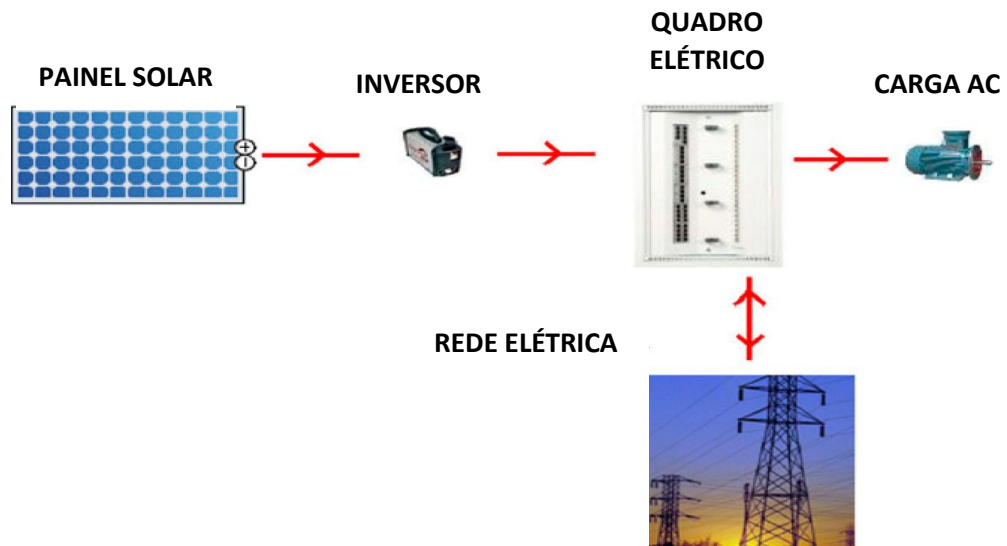 QUADRO
ELÉTRICO
PAINEL SOLAR
INVERSOR
CARGA AC
REDE ELÉTRICA